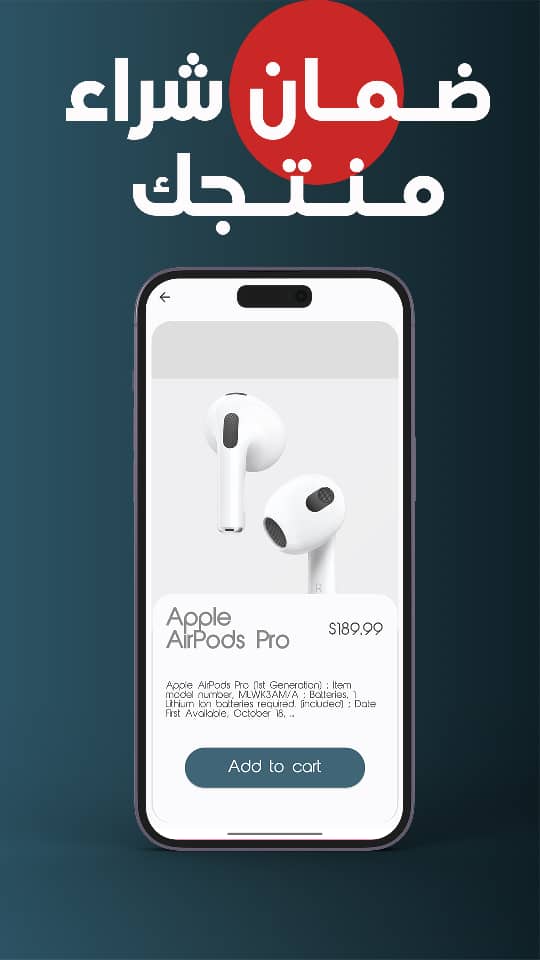 ضمان شراء
منتجك
Apple
AirPods Pro
$189.99
Apple AirPods Pro (1st Generation) ; Item
model number, MLWK3AM/A ; Batteries, 1
Lithium Ion batteries required. (included) ; Date
First Available, October 18, ...
Add to cart